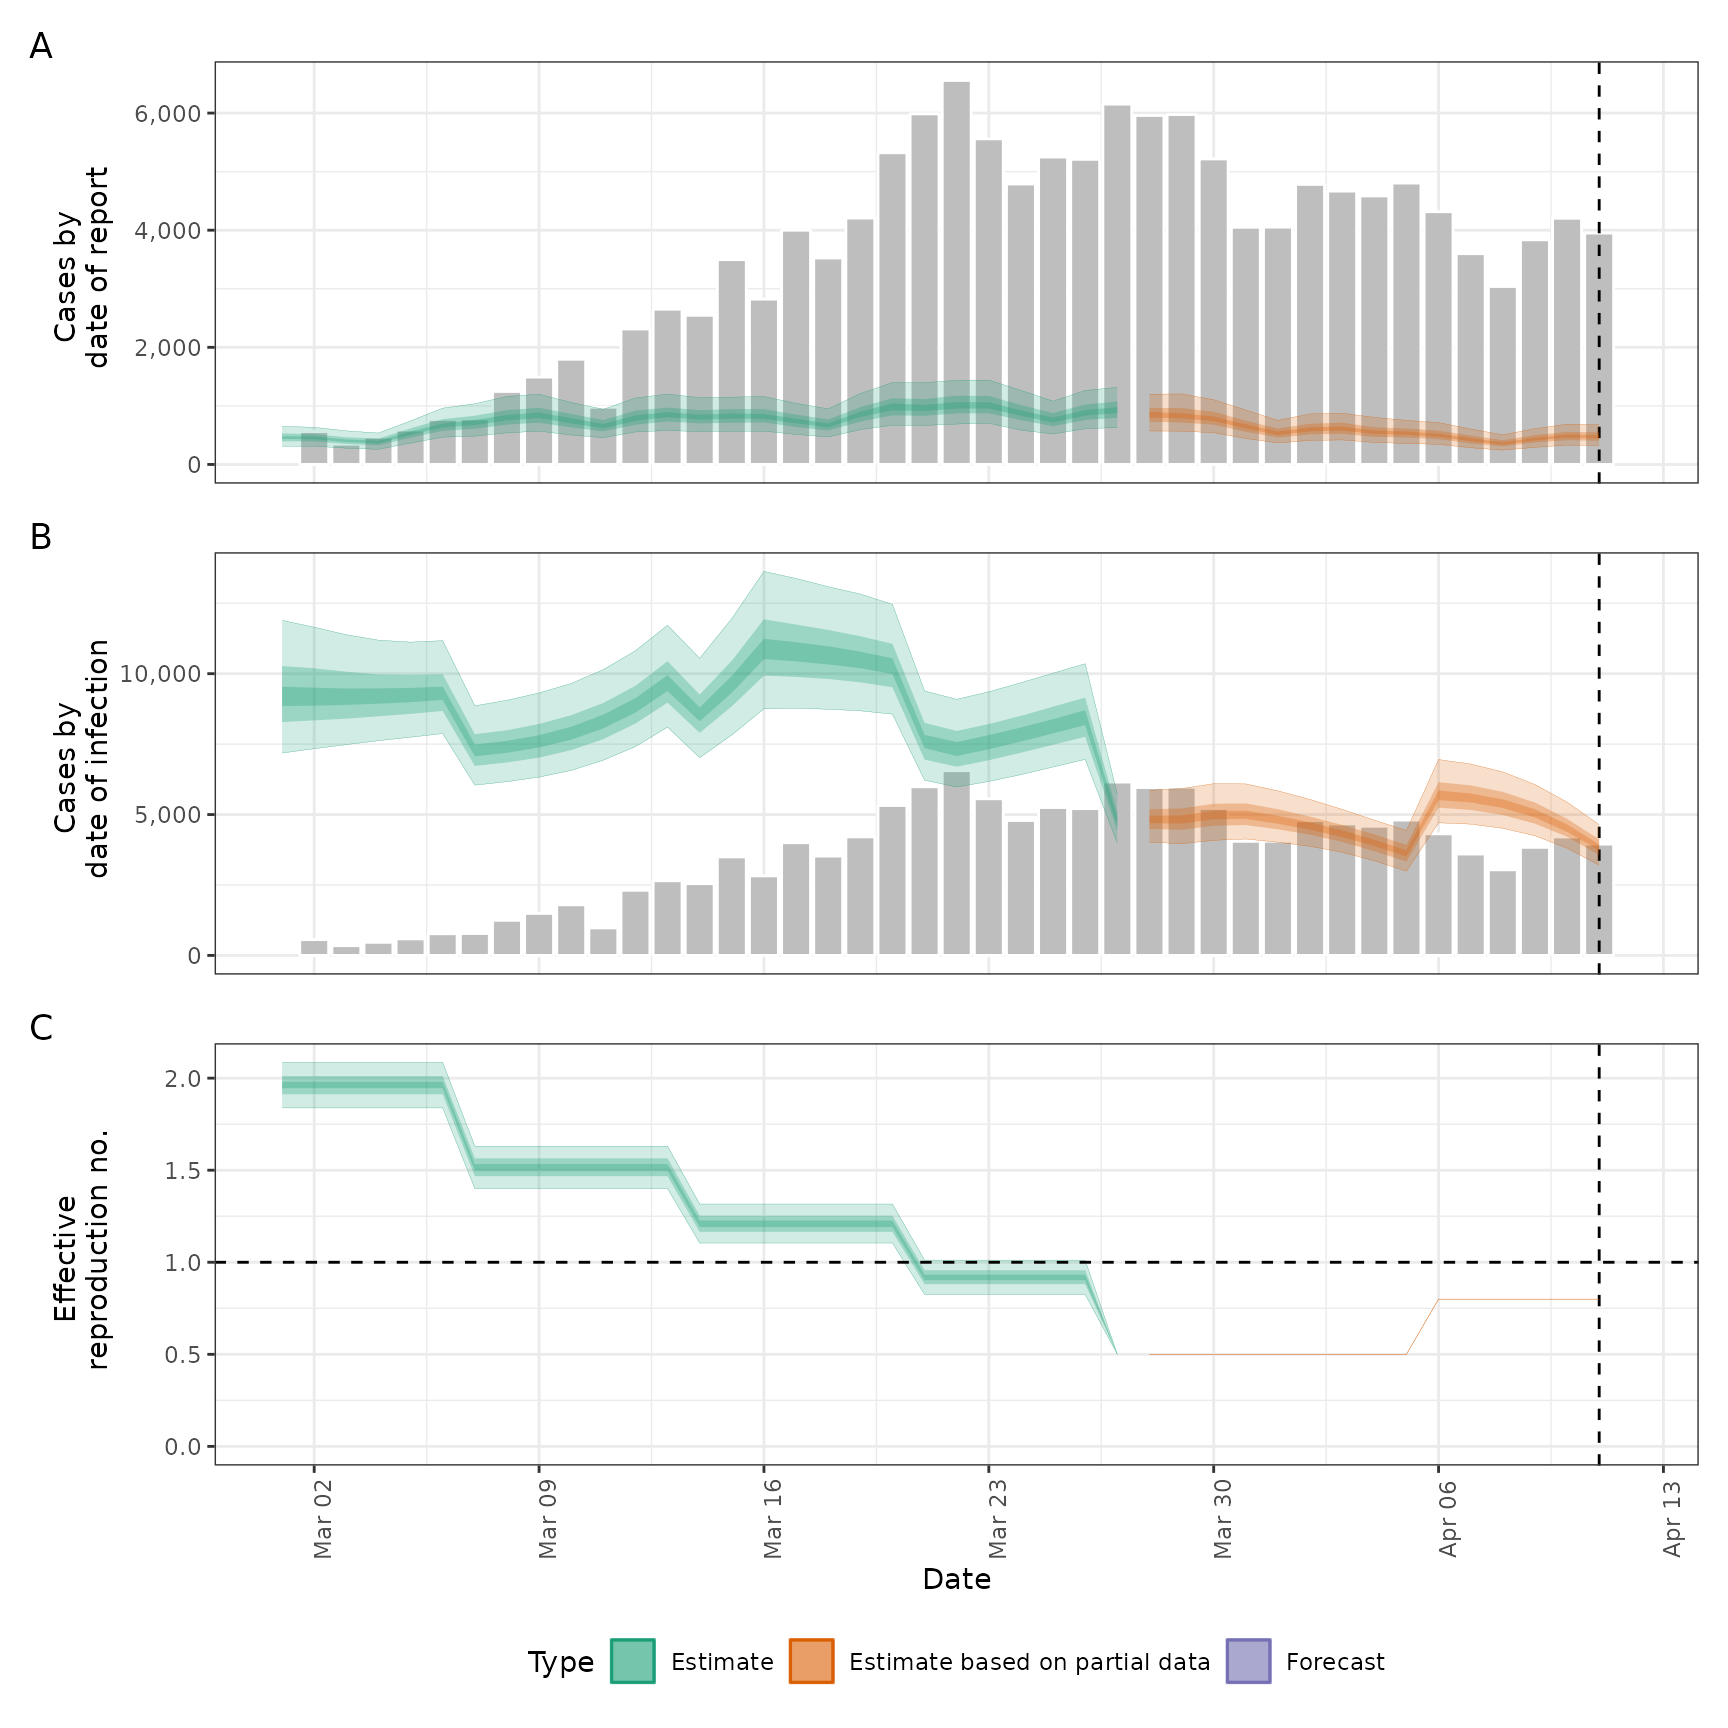 A
Cases by
date of report
6,000
4,000
2,000
0
B
Cases by
date of infection
10,000
5,000
0
C
Effective
reproduction no.
2.0
1.5
1.0
0.5
0.0
Mar 02
Mar 09
Mar 16
Mar 23
Mar 30
Apr 06
Apr 13
Date
Type Estimate Estimate based on partial data Forecast